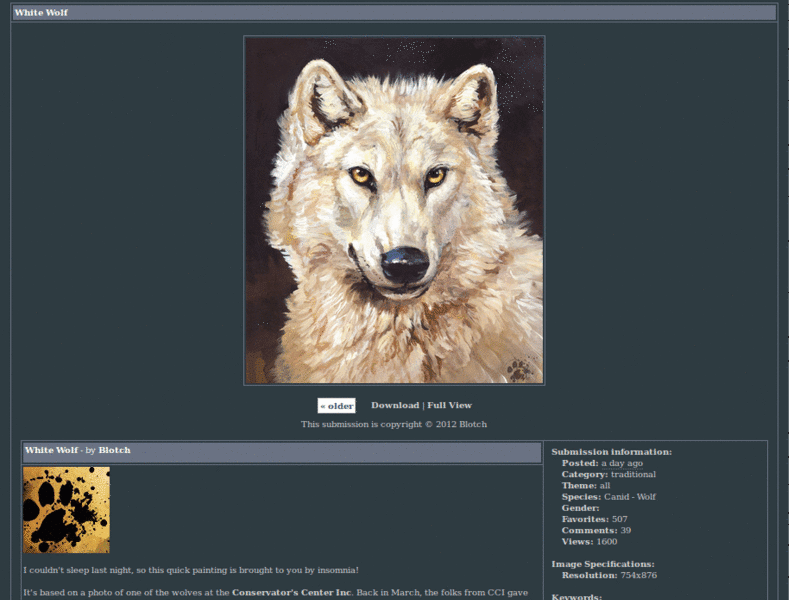 White Wolf
« older Download | Full View
This submission is copyright © 2012 Blotch
White Wolf - by Blotch
I couldn't sleep last night, so this quick painting is brought to you by insomnia!
It's based on a photo of one of the wolves at the Conservator's Center Inc. Back in March, the folks from CCI gave
Submission information:
Posted: a day ago
Category: traditional
Theme: all
Species: Canid - Wolf
Gender:
Favorites: 507
Comments: 39
Views: 1600
Image Specifications:
Resolution: 754x876
Keywords: